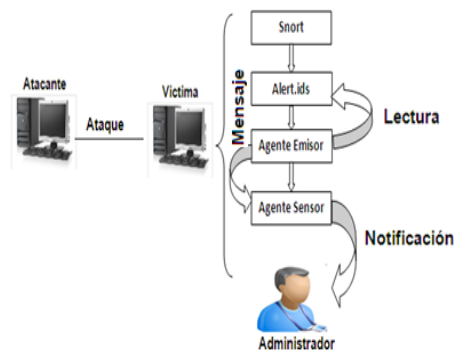 Snort
Atacante
Victima
Ataque
Mensaje
Alert.ids
Lectura
Agente Emisor
Agente Sensor
Notificación
Administrador